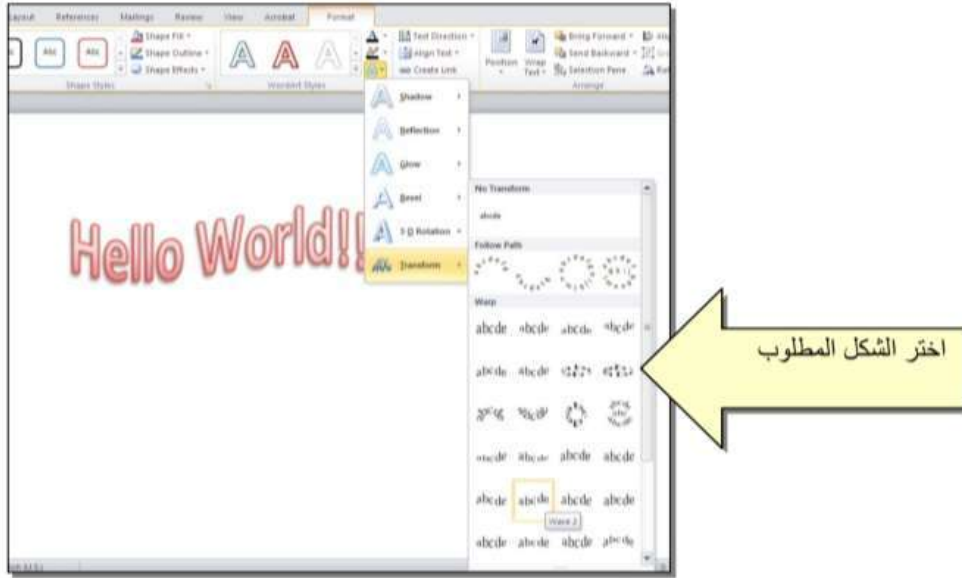 Layout References Mailings Review View Acrobat Format
Abc Abc
Shape Fill
Shape Outline
Shape Effects
Shape Styles
A A A
WordArt Styles
Text Direction
Align Text
Create Link
Position
Wrap Text
Bring Forward
Send Backward
Selection Pane
Arrange
Shadow
Reflection
Glow
Bevel
3-D Rotation
Transform
Hello World!!
No Transform
abcde
Follow Path
Warp
abcde abcde abcde abcde
abcde abcde
abcde abcde abcde abcde
abcde abcde abcde abcde
Wave 2
abcde abcde abcde abcde
اختر الشكل المطلوب